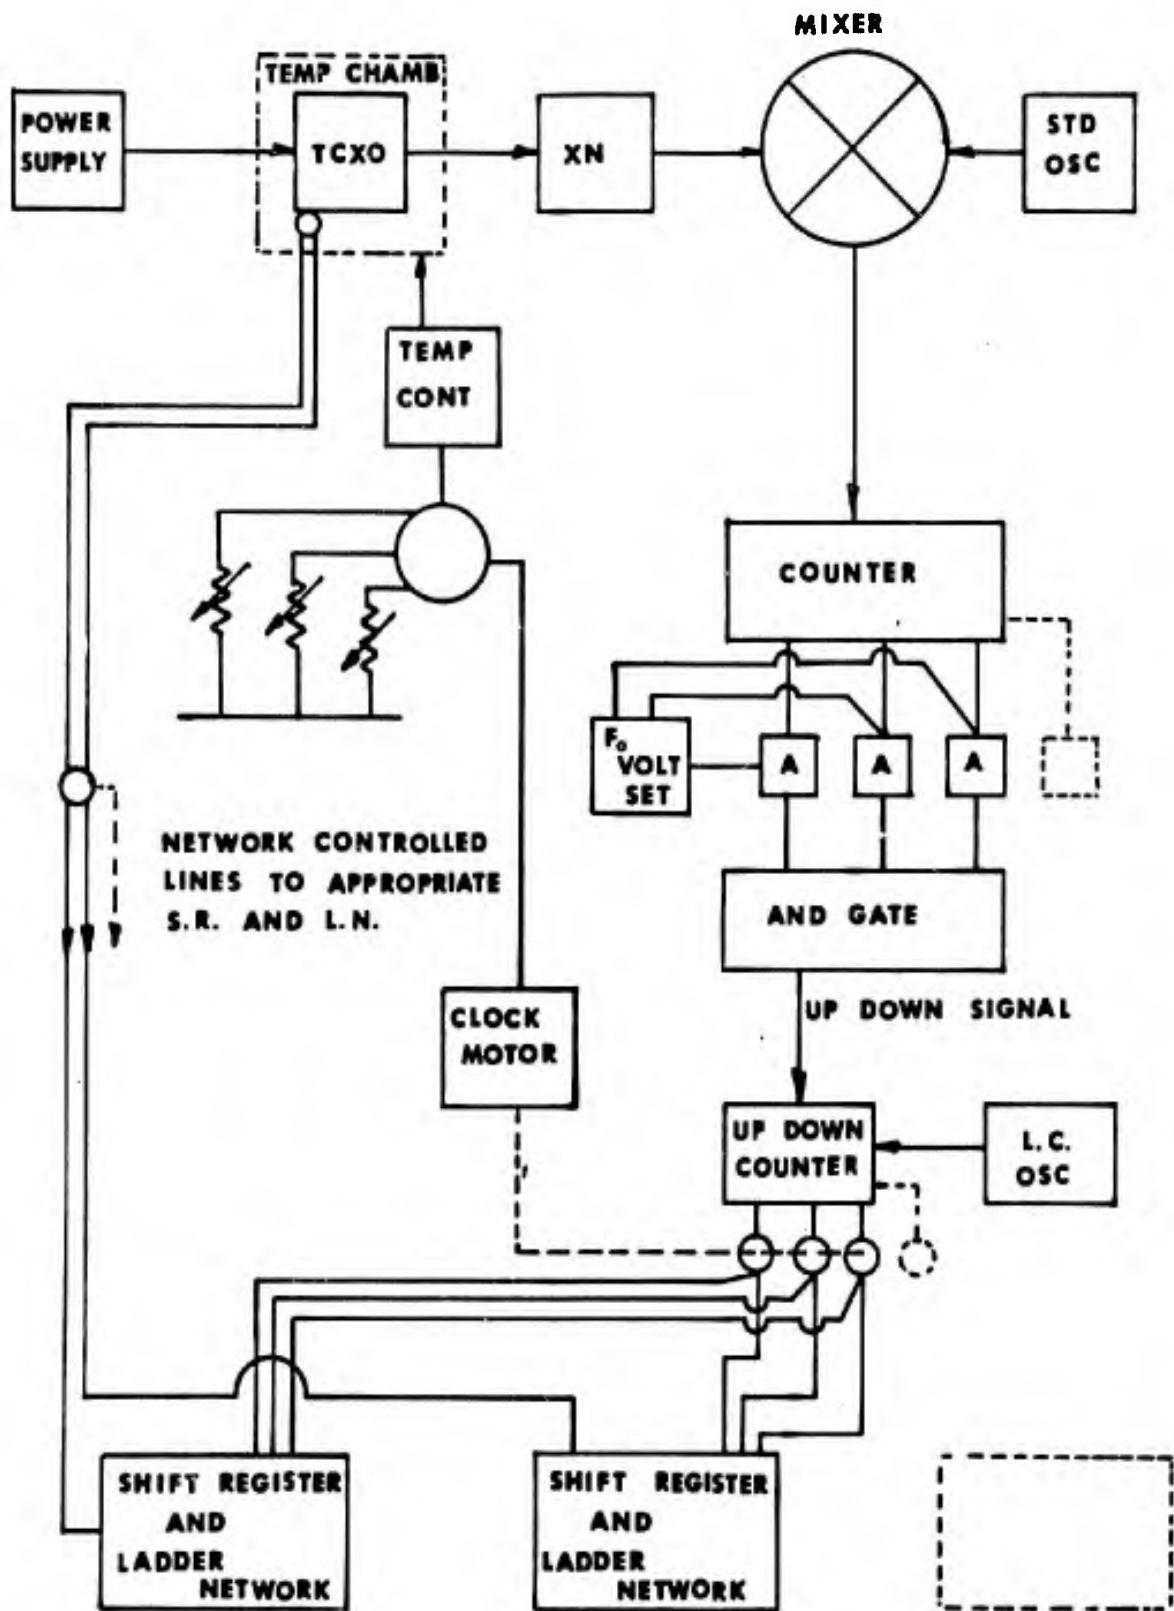 MIXER
TEMP CHAMB
POWER
SUPPLY
TCXO
XN
STD
OSC
TEMP
CONT
COUNTER
Fo
VOLT
SET
A
A
A
NETWORK CONTROLLED
LINES TO APPROPRIATE
S.R. AND L.N.
AND GATE
UP DOWN SIGNAL
CLOCK
MOTOR
UP DOWN
COUNTER
L.C.
OSC
SHIFT REGISTER
AND
LADDER
NETWORK
SHIFT REGISTER
AND
LADDER
NETWORK